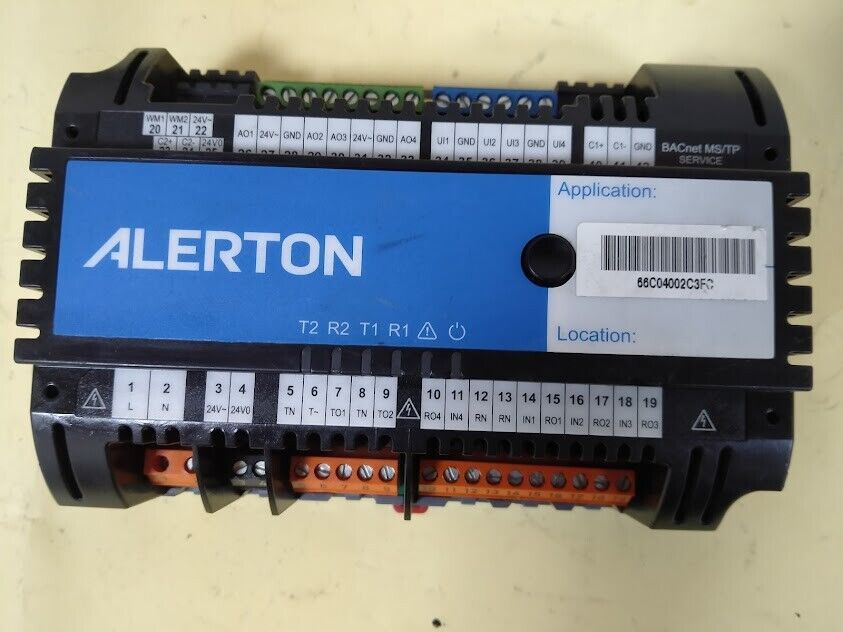 WM1 WM2 24V~
20 21 22
C2+ C2- 24V0
AO1 24V~ GND AO2 AO3 24V~ GND AO4
UI1 GND UI2 UI3 GND UI4
C1+ C1- GND
BACnet MS/TP
SERVICE
Application:
ALERTON
66C04002C3FC
Location:
T2 R2 T1 R1
1 2 3 4 5 6 7 8 9 10 11 12 13 14 15 16 17 18 19
L N 24V~ 24V0 TN T~ TO1 TN TO2 RO4 IN4 RN RN IN1 RO1 IN2 RO2 IN3 RO3